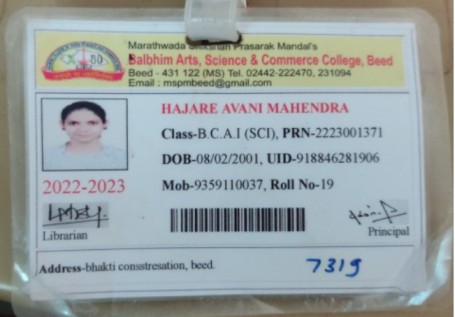 Marathwada Shikshan Prasarak Mandal's
Balbhim Arts, Science & Commerce College, Beed
Beed - 431 122 (MS) Tel. 02442-222470, 231094
Email : mspmbeed@gmail.com
50
HAJARE AVANI MAHENDRA
Class-B.C.A.I (SCI), PRN-2223001371
DOB-08/02/2001, UID-918846281906
2022-2023
Mob-9359110037, Roll No-19
Librarian
Principal
Address-bhakti consstresation, beed.
7319